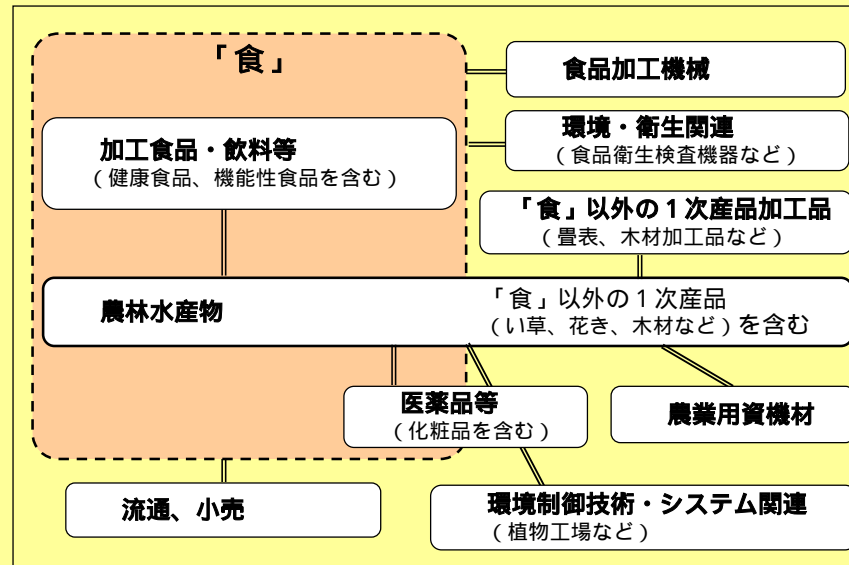 「食」
食品加工機械
環境・衛生関連
(食品衛生検査機器など)
加工食品・飲料等
(健康食品、機能性食品を含む)
「食」以外の1次産品加工品
(畳表、木材加工品など)
農林水産物
「食」以外の1次産品
(い草、花き、木材など)を含む
医薬品等
(化粧品を含む)
農業用資機材
流通、小売
環境制御技術・システム関連
(植物工場など)